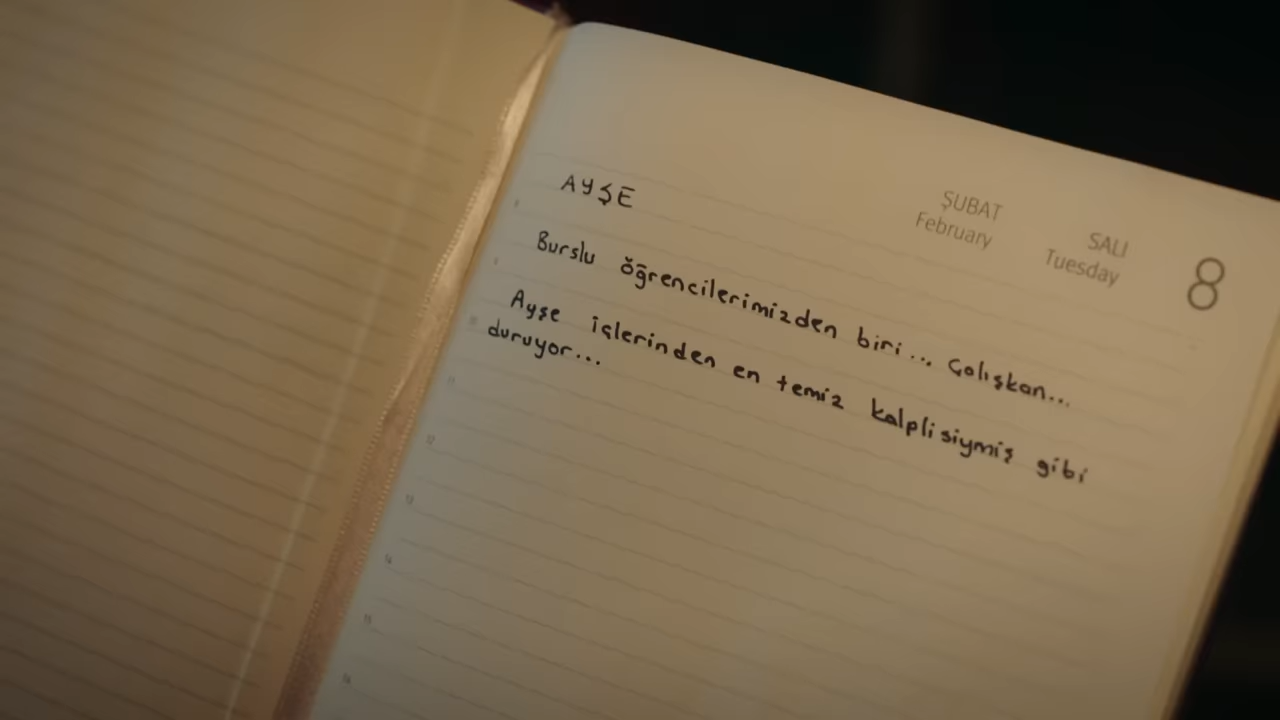 ŞUBAT
February
SALI
Tuesday
8
AYŞE
Burslu öğrencilerimizden biri... Çalışkan...
Ayşe içlerinden en temiz kalplisiymiş gibi
duruyor...